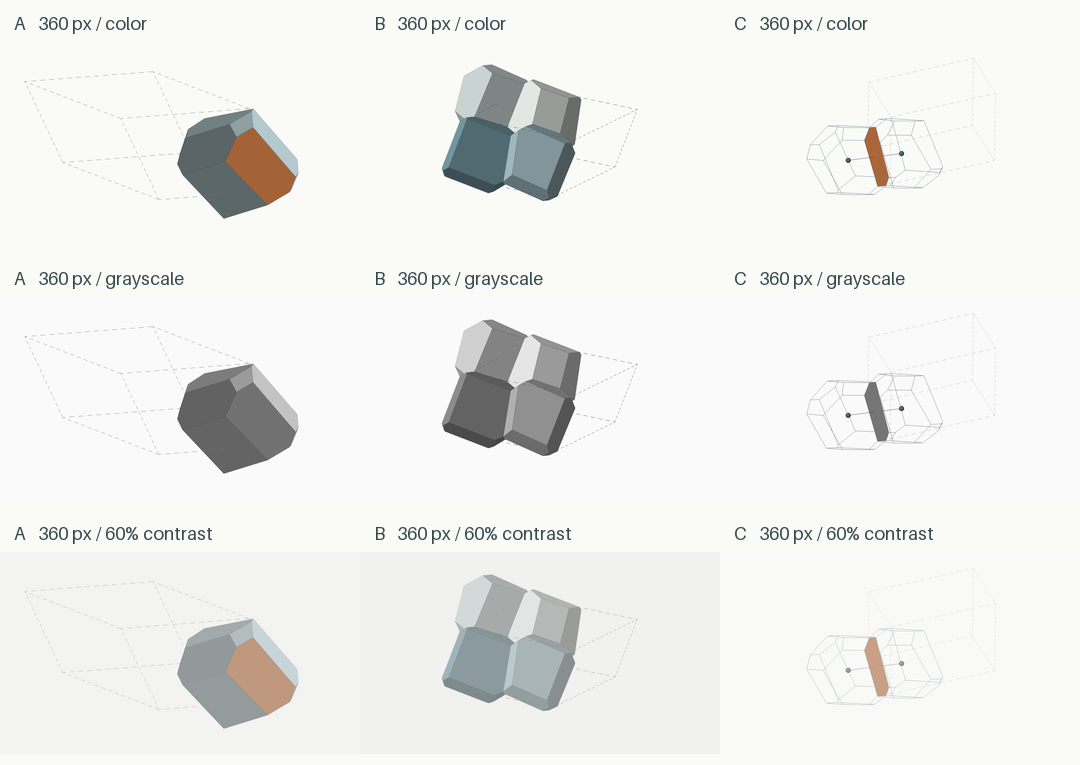 A 360 px / color
B 360 px / color
C 360 px / color
A 360 px / grayscale
B 360 px / grayscale
C 360 px / grayscale
A 360 px / 60% contrast
B 360 px / 60% contrast
C 360 px / 60% contrast